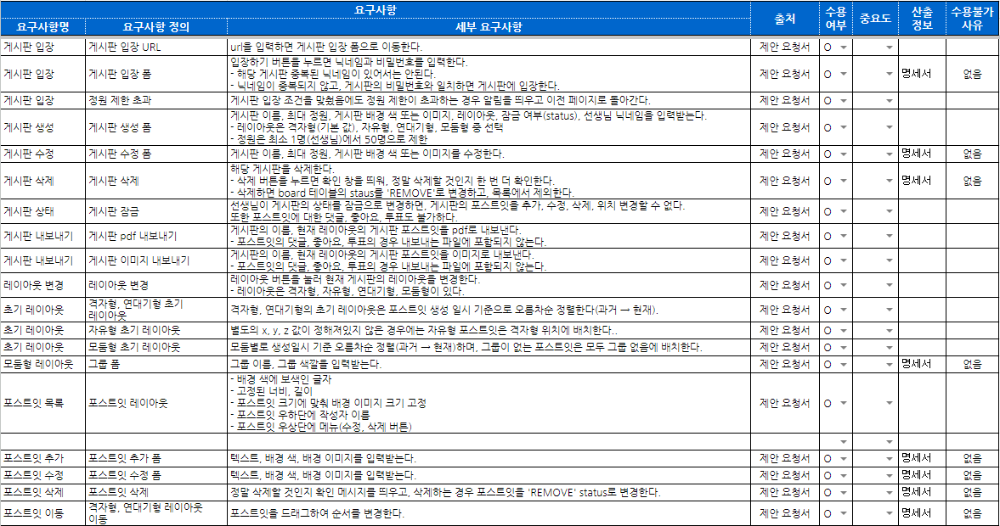 요구사항
출처
수용
여부
중요도
산출
정보
수용불가
사유
요구사항명
요구사항 정의
세부 요구사항
게시판 입장
게시판 입장 URL
url을 입력하면 게시판 입장 폼으로 이동한다.
제안 요청서
O
게시판 입장
게시판 입장 폼
입장하기 버튼을 누르면 닉네임과 비밀번호를 입력한다.
- 해당 게시판 중복된 닉네임이 있어서는 안된다.
- 닉네임이 중복되지 않고, 게시판의 비밀번호와 일치하면 게시판에 입장한다.
제안 요청서
O
명세서
없음
게시판 입장
정원 제한 초과
게시판 입장 조건을 맞췄음에도 정원 제한이 초과하는 경우 알림을 띄우고 이전 페이지로 돌아간다.
제안 요청서
O
게시판 생성
게시판 생성 폼
게시판 이름, 최대 정원, 게시판 배경 색 또는 이미지, 레이아웃, 잠금 여부(status), 선생님 닉네임을 입력받는다.
- 레이아웃은 격자형(기본 값), 자유형, 연대기형, 모둠형 중 선택
- 정원은 최소 1명(선생님)에서 50명으로 제한
제안 요청서
O
게시판 수정
게시판 수정 폼
게시판 이름, 최대 정원, 게시판 배경 색 또는 이미지를 수정한다.
제안 요청서
O
명세서
없음
게시판 삭제
게시판 삭제
해당 게시판을 삭제한다.
- 삭제 버튼을 누르면 확인 창을 띄워, 정말 삭제할 것인지 한 번 더 확인한다.
- 삭제하면 board 테이블의 staus를 'REMOVE'로 변경하고, 목록에서 제외한다.
제안 요청서
O
명세서
없음
게시판 상태
게시판 잠금
선생님이 게시판의 상태를 잠금으로 변경하면, 게시판의 포스트잇을 추가, 수정, 삭제, 위치 변경할 수 없다.
또한 포스트잇에 대한 댓글, 좋아요, 투표도 불가하다.
제안 요청서
O
게시판 내보내기
게시판 pdf 내보내기
게시판의 이름, 현재 레이아웃의 게시판 포스트잇을 pdf로 내보낸다.
- 포스트잇의 댓글, 좋아요, 투표의 경우 내보내는 파일에 포함되지 않는다.
제안 요청서
O
게시판 내보내기
게시판 이미지 내보내기
게시판의 이름, 현재 레이아웃의 게시판 포스트잇을 이미지로 내보낸다.
- 포스트잇의 댓글, 좋아요, 투표의 경우 내보내는 파일에 포함되지 않는다.
제안 요청서
O
레이아웃 변경
레이아웃 변경
레이아웃 버튼을 눌러 현재 게시판의 레이아웃을 변경한다.
- 레이아웃은 격자형, 자유형, 연대기형, 모둠형이 있다.
제안 요청서
O
초기 레이아웃
격자형, 연대기형 초기
레이아웃
격자형, 연대기형의 초기 레이아웃은 포스트잇 생성 일시 기준으로 오름차순 정렬한다(과거 → 현재).
제안 요청서
O
초기 레이아웃
자유형 초기 레이아웃
별도의 x, y, z 값이 정해져있지 않은 경우에는 자유형 포스트잇은 격자형 위치에 배치한다..
제안 요청서
O
초기 레이아웃
모둠형 초기 레이아웃
모둠별로 생성일시 기준 오름차순 정렬(과거 → 현재)하며, 그룹이 없는 포스트잇은 모두 그룹 없음에 배치한다.
제안 요청서
O
모둠형 레이아웃
그룹 폼
그룹 이름, 그룹 색깔을 입력받는다.
제안 요청서
O
명세서
없음
포스트잇 목록
포스트잇 레이아웃
- 배경 색에 보색인 글자
- 고정된 너비, 길이
- 포스트잇 크기에 맞춰 배경 이미지 크기 고정
- 포스트잇 우하단에 작성자 이름
- 포스트잇 우상단에 메뉴(수정, 삭제 버튼)
제안 요청서
O
포스트잇 추가
포스트잇 추가 폼
텍스트, 배경 색, 배경 이미지를 입력받는다.
제안 요청서
O
명세서
없음
포스트잇 수정
포스트잇 수정 폼
텍스트, 배경 색, 배경 이미지를 입력받는다.
제안 요청서
O
명세서
없음
포스트잇 삭제
포스트잇 삭제
정말 삭제할 것인지 확인 메시지를 띄우고, 삭제하는 경우 포스트잇을 'REMOVE' status로 변경한다.
제안 요청서
O
명세서
없음
포스트잇 이동
격자형, 연대기형 레이아웃
이동
포스트잇을 드래그하여 순서를 변경한다.
제안 요청서
O
명세서
없음